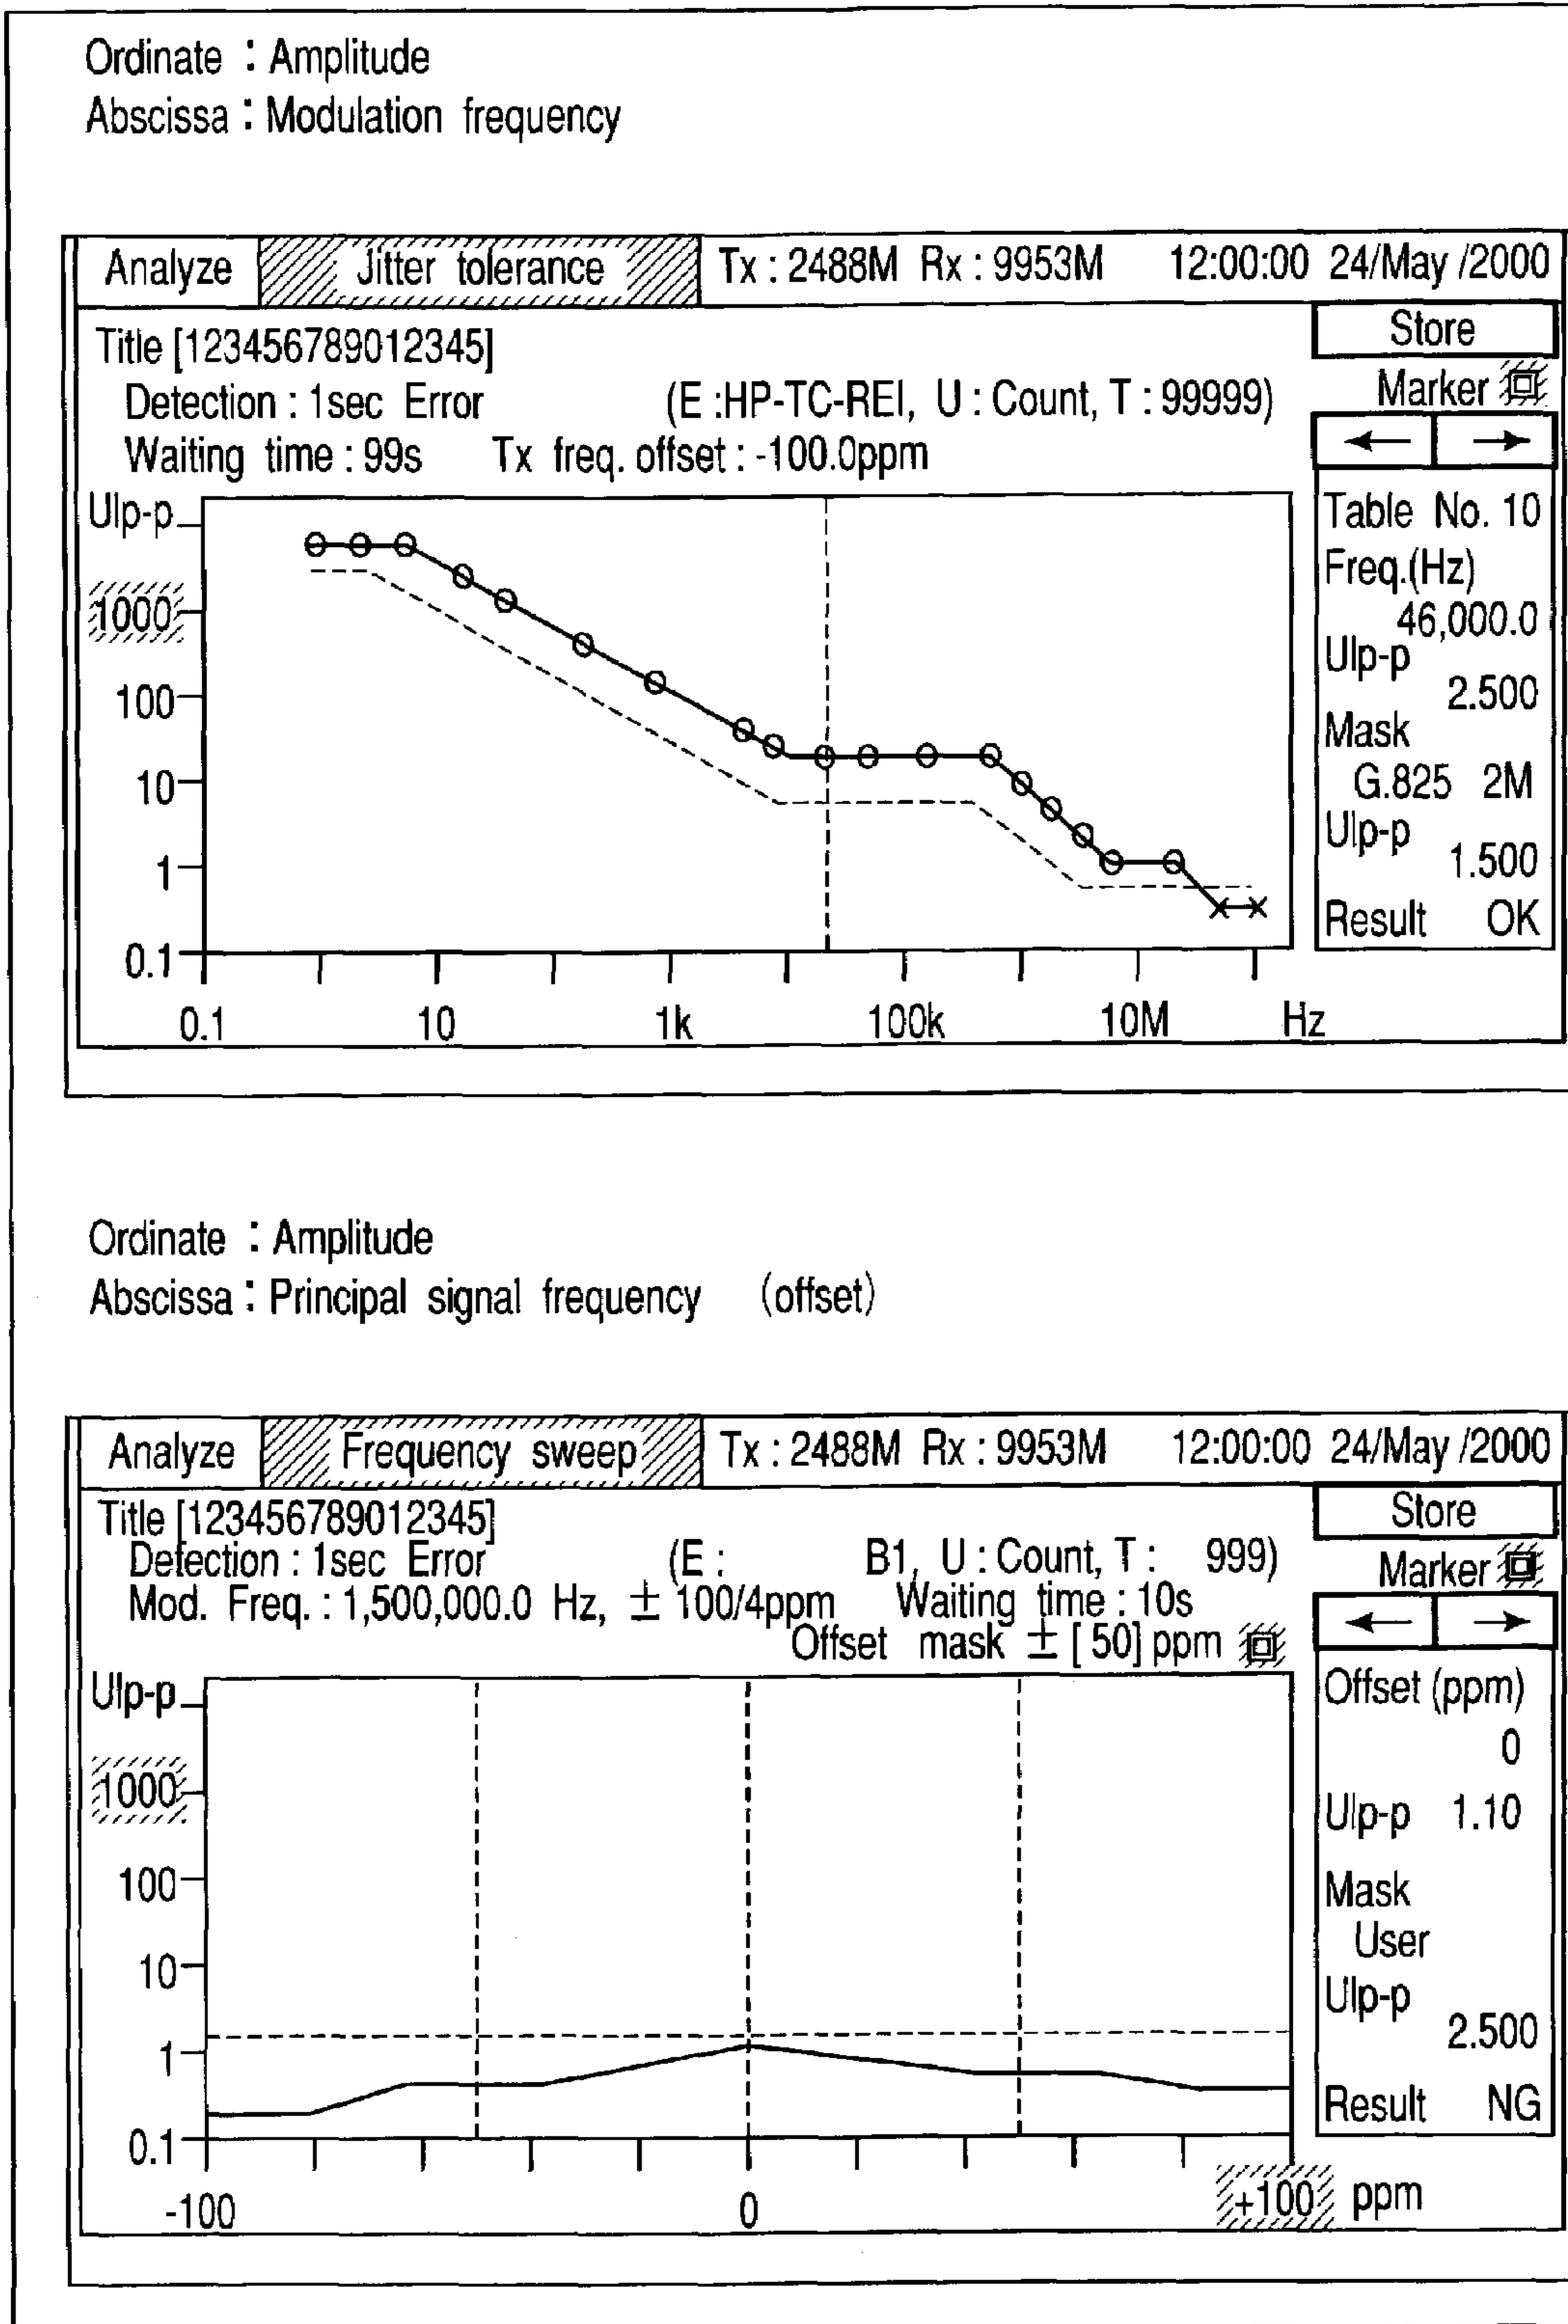 Ordinate : Amplitude
Abscissa : Modulation frequency
Analyze Jitter tolerance Tx : 2488M Rx : 9953M 12:00:00 24/May /2000
Title [123456789012345]
Detection : 1sec Error (E :HP-TC-REI, U : Count, T : 99999)
Waiting time : 99s Tx freq. offset : -100.0ppm
Store
Marker
← →
UIp-p
1000
100
10
1
0.1
0.1 10 1k 100k 10M Hz
Table No. 10
Freq.(Hz)
46,000.0
UIp-p
2.500
Mask
G.825 2M
UIp-p
1.500
Result OK
Ordinate : Amplitude
Abscissa : Principal signal frequency (offset)
Analyze Frequency sweep Tx : 2488M Rx : 9953M 12:00:00 24/May /2000
Title [123456789012345]
Detection : 1sec Error (E : B1, U : Count, T : 999)
Mod. Freq. : 1,500,000.0 Hz, ± 100/4ppm Waiting time : 10s
Offset mask ± [ 50] ppm
Store
Marker
← →
UIp-p
1000
100
10
1
0.1
-100 0 +100 ppm
Offset (ppm)
0
UIp-p 1.10
Mask
User
UIp-p
2.500
Result NG